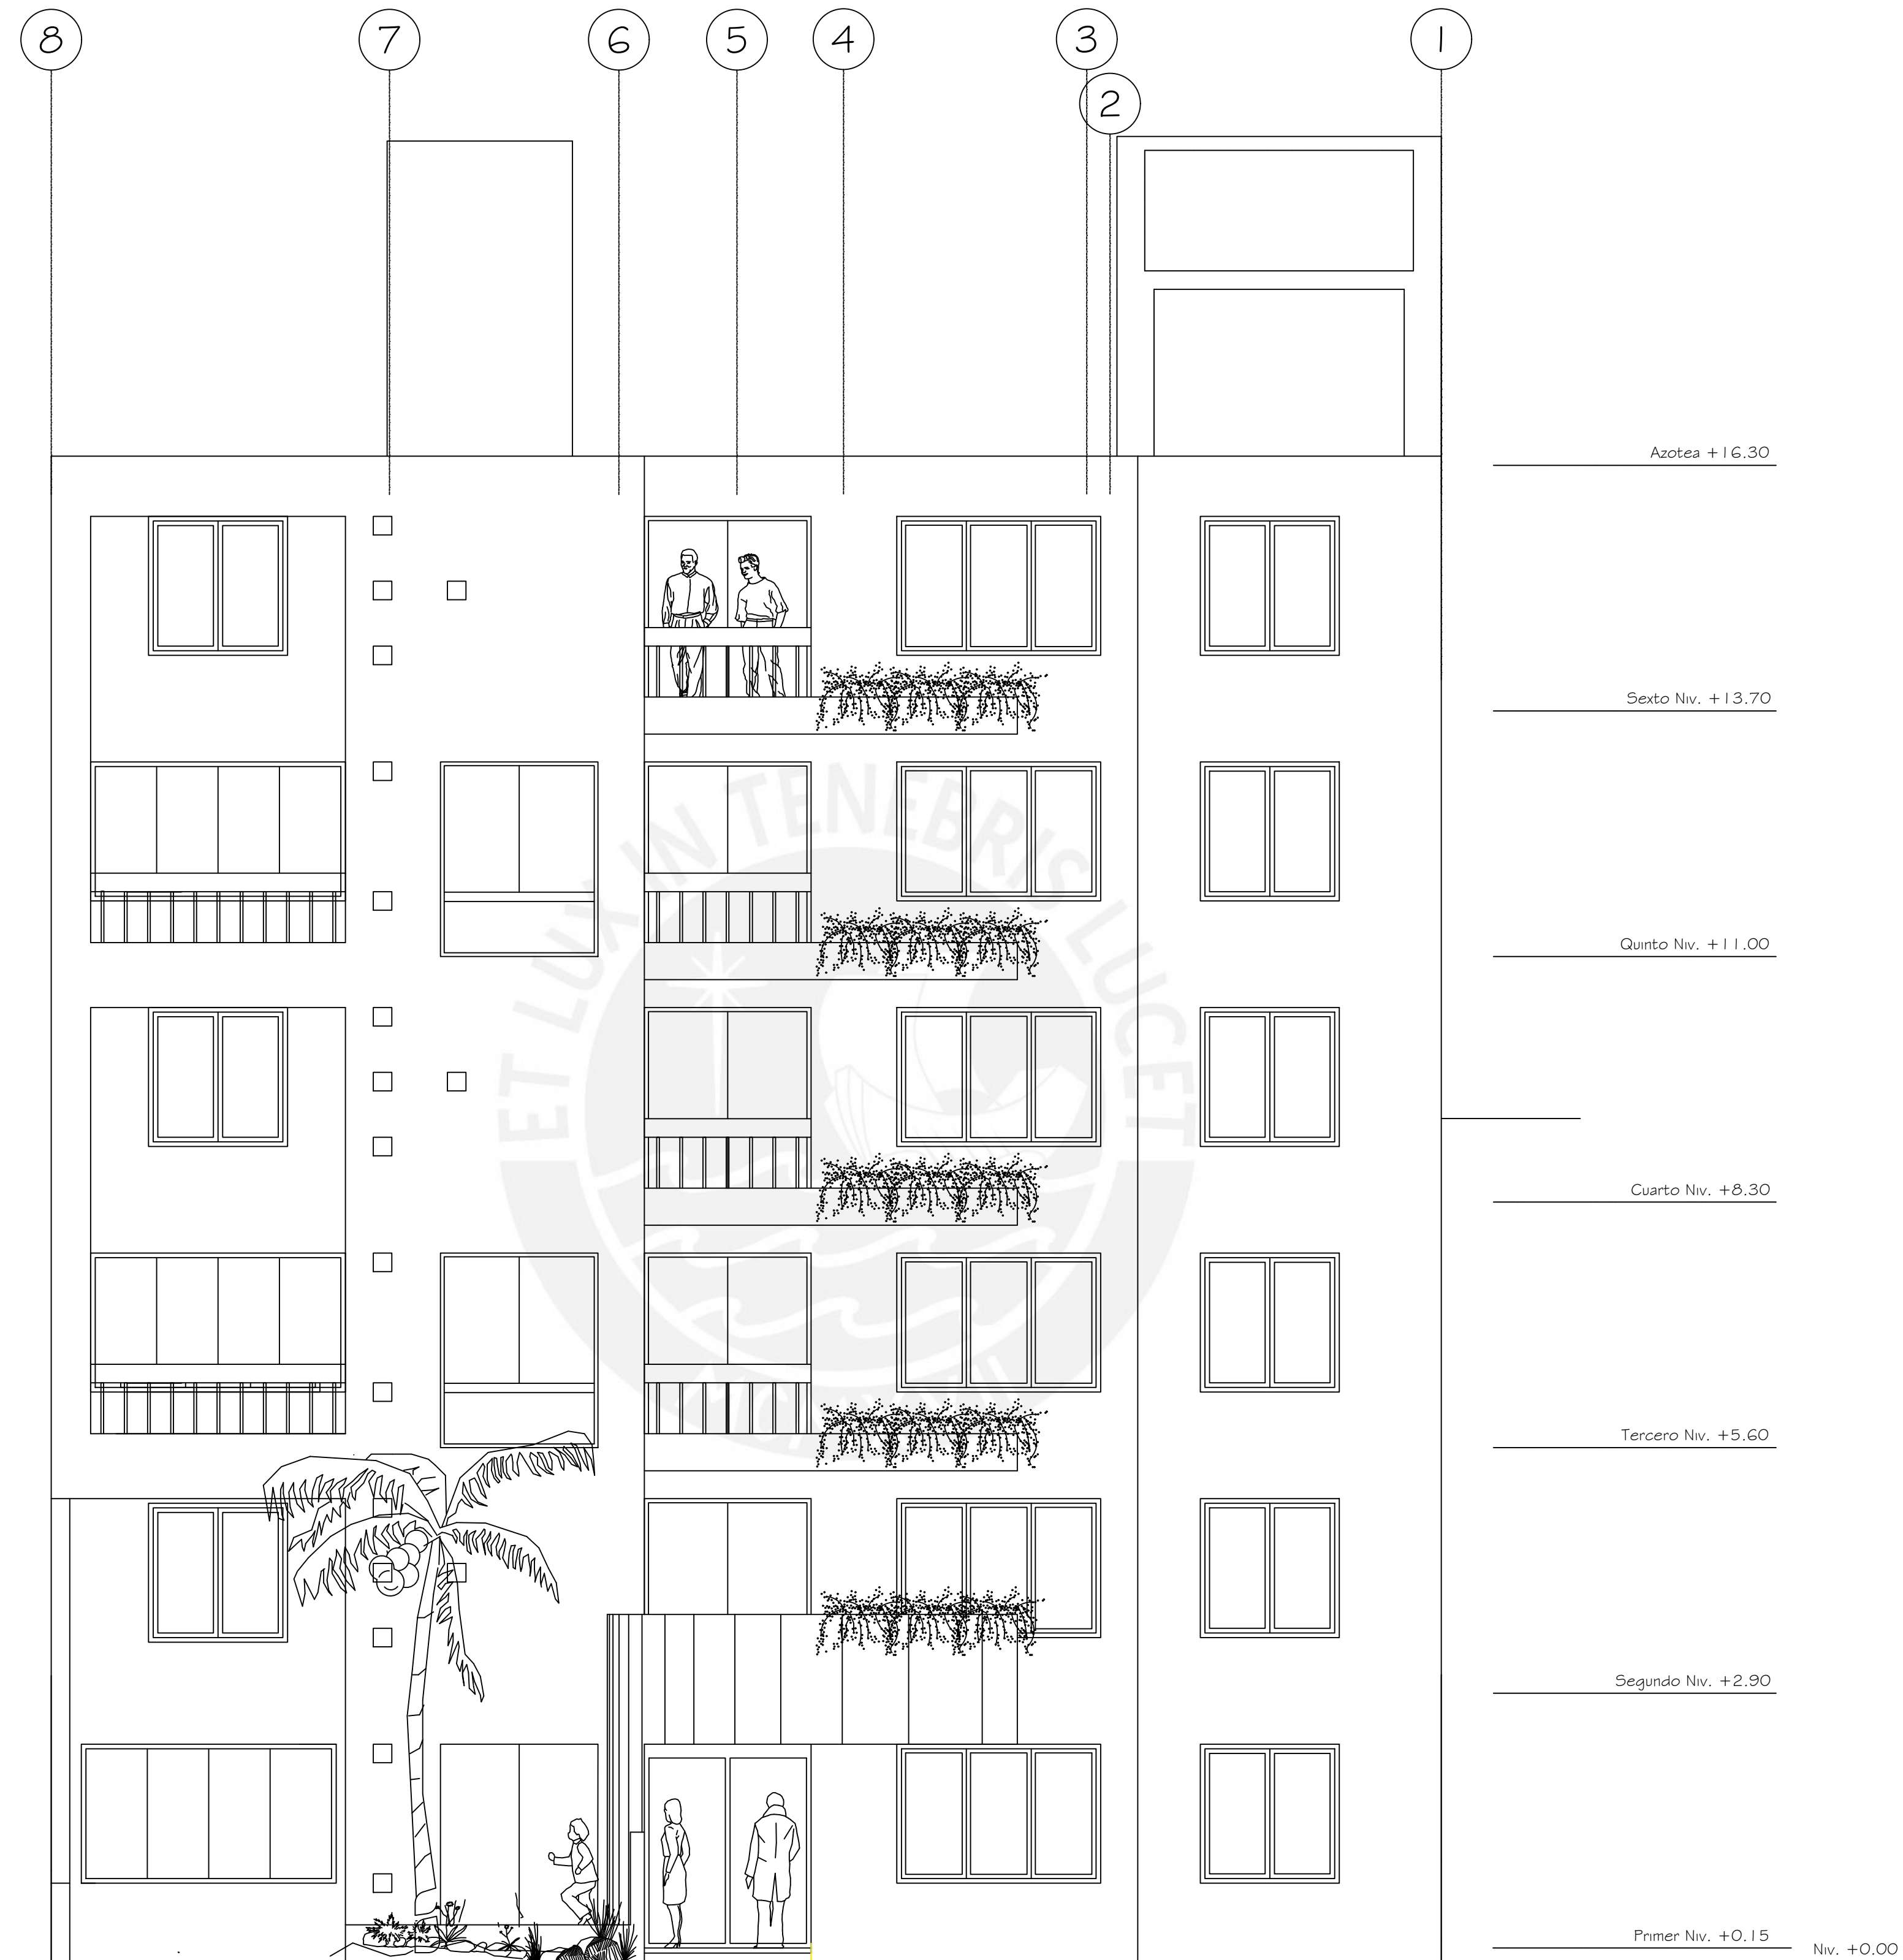 8 7 6 5 4 3 1
2
Azotea +16.30
Sexto Niv. +13.70
ET LUX IN TENEBRIS LUCET
Quinto Niv. +11.00
Cuarto Niv. +8.30
Tercero Niv. +5.60
Segundo Niv. +2.90
Primer Niv. +0.15
Niv. +0.00